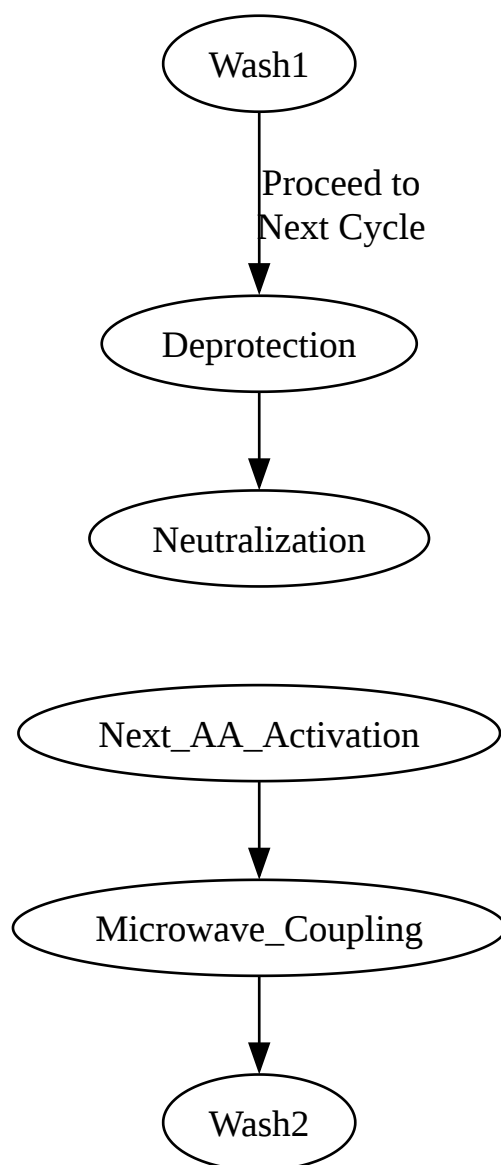 Wash1
Proceed to
Next Cycle
Deprotection
Neutralization
Next_AA_Activation
Microwave_Coupling
Wash2